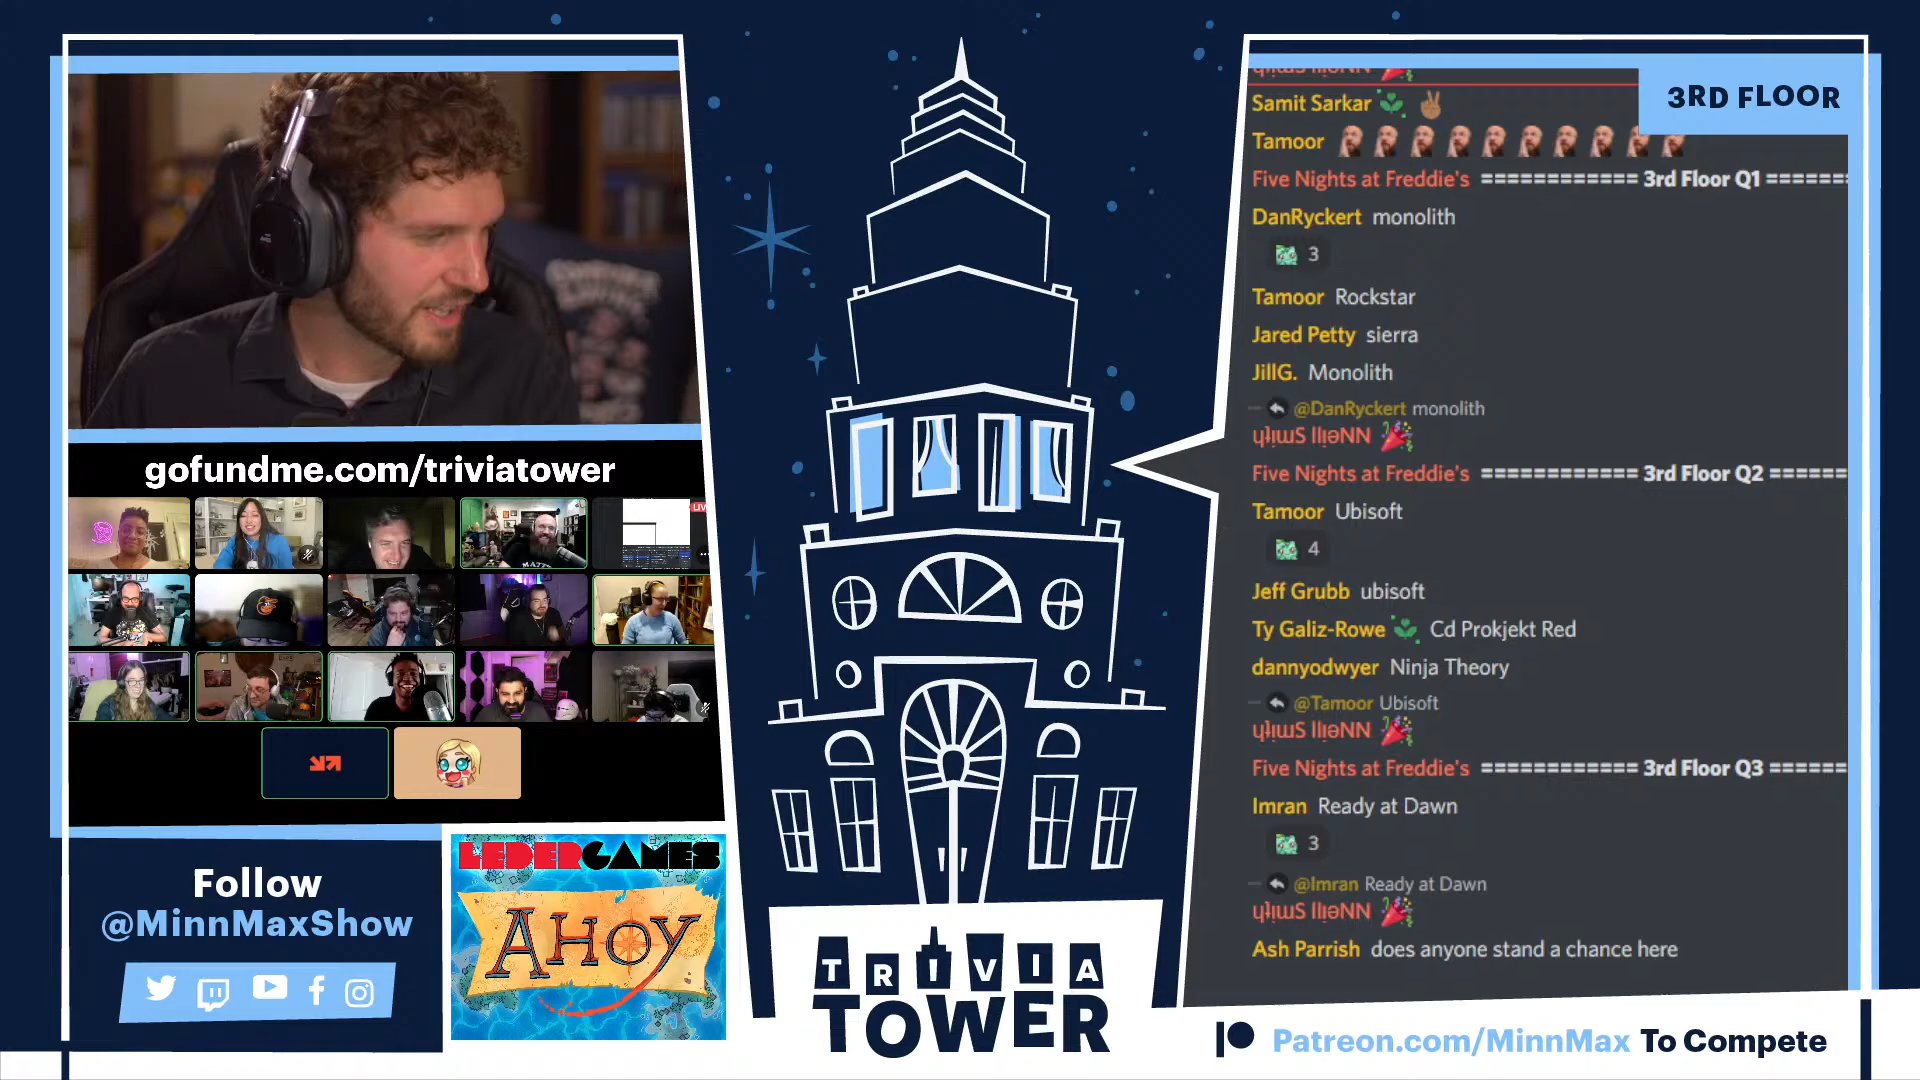 gofundme.com/triviatower
LIV
Follow
@MinnMaxShow
LEDERGAMES
AHOY
TRIVIA
TOWER
3RD FLOOR
Samit Sarkar
Tamoor
Five Nights at Freddie's ============ 3rd Floor Q1 ======
DanRyckert monolith
3
Tamoor Rockstar
Jared Petty sierra
JillG. Monolith
@DanRyckert monolith
Five Nights at Freddie's ============ 3rd Floor Q2 ======
Tamoor Ubisoft
4
Jeff Grubb ubisoft
Ty Galiz-Rowe Cd Prokjekt Red
dannyodwyer Ninja Theory
@Tamoor Ubisoft
Five Nights at Freddie's ============ 3rd Floor Q3 ======
Imran Ready at Dawn
3
@Imran Ready at Dawn
Ash Parrish does anyone stand a chance here
Patreon.com/MinnMax To Compete